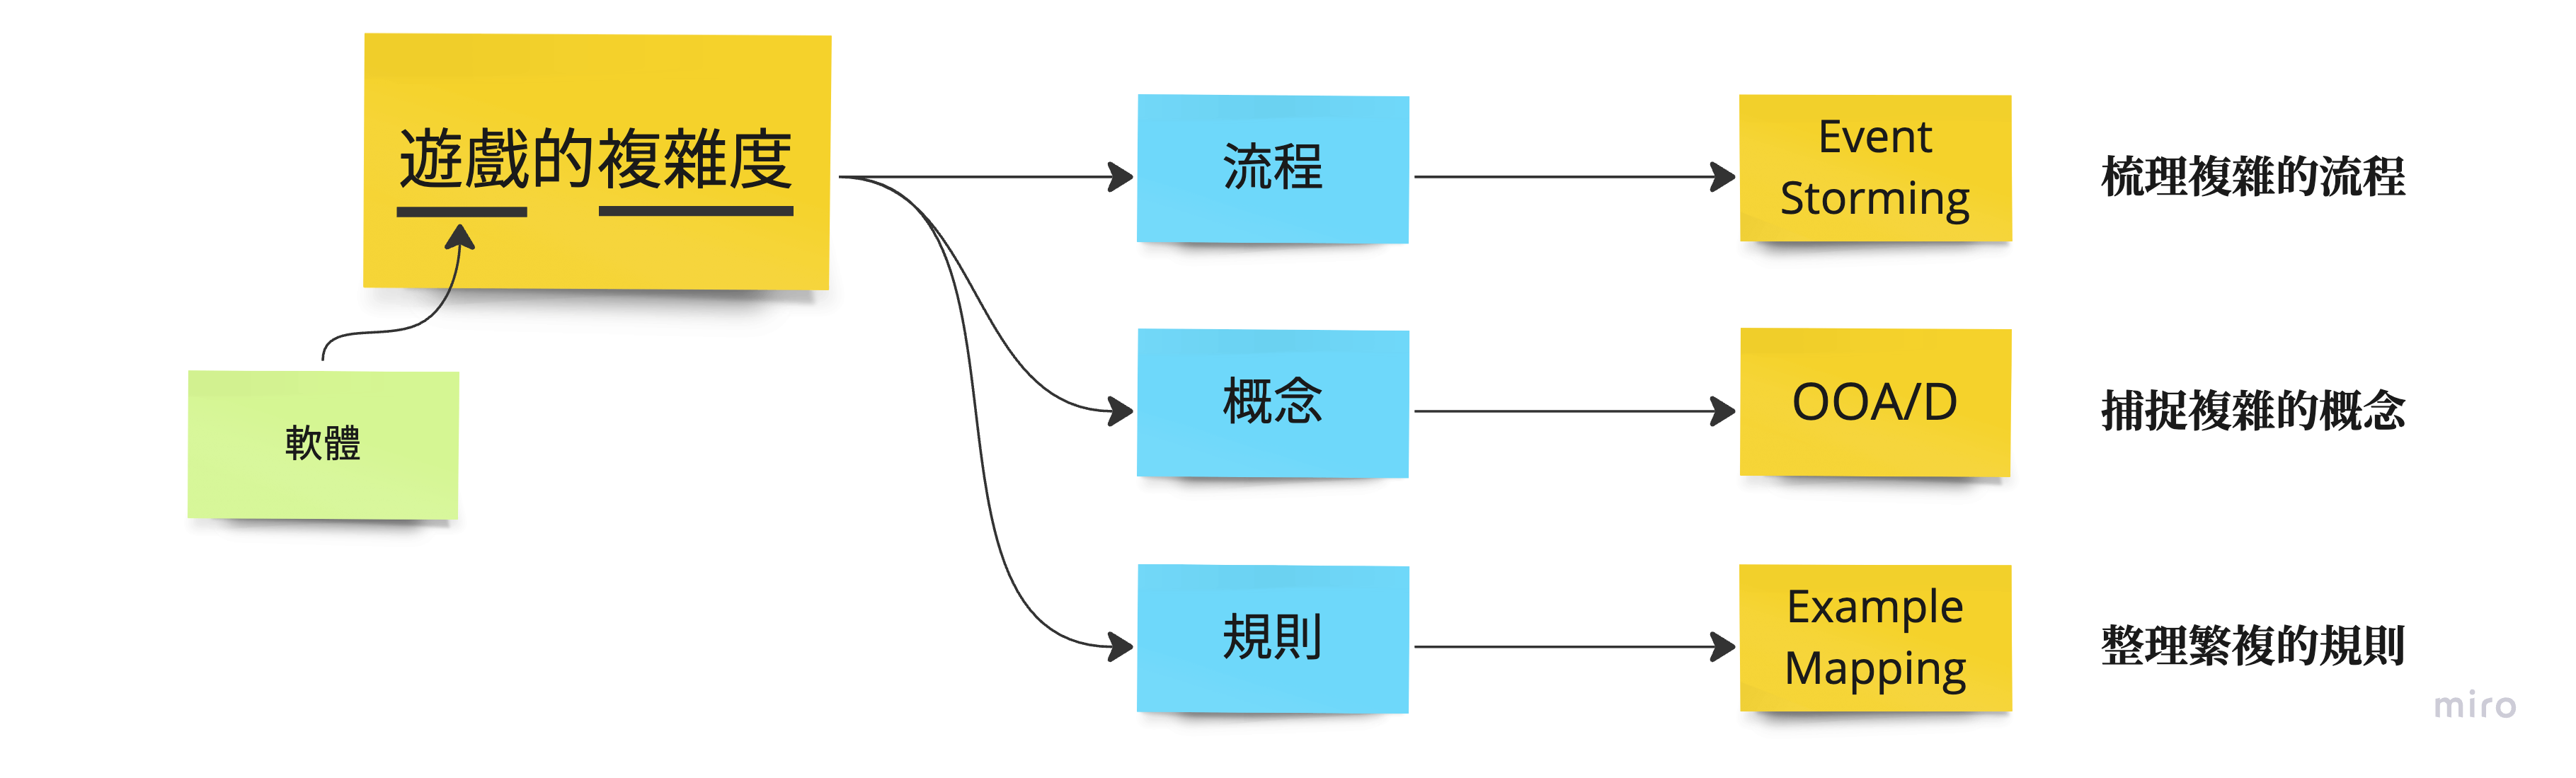 遊戲的複雜度
軟體
流程
Event
Storming
梳理複雜的流程
概念
OOA/D
捕捉複雜的概念
規則
Example
Mapping
整理繁複的規則
miro